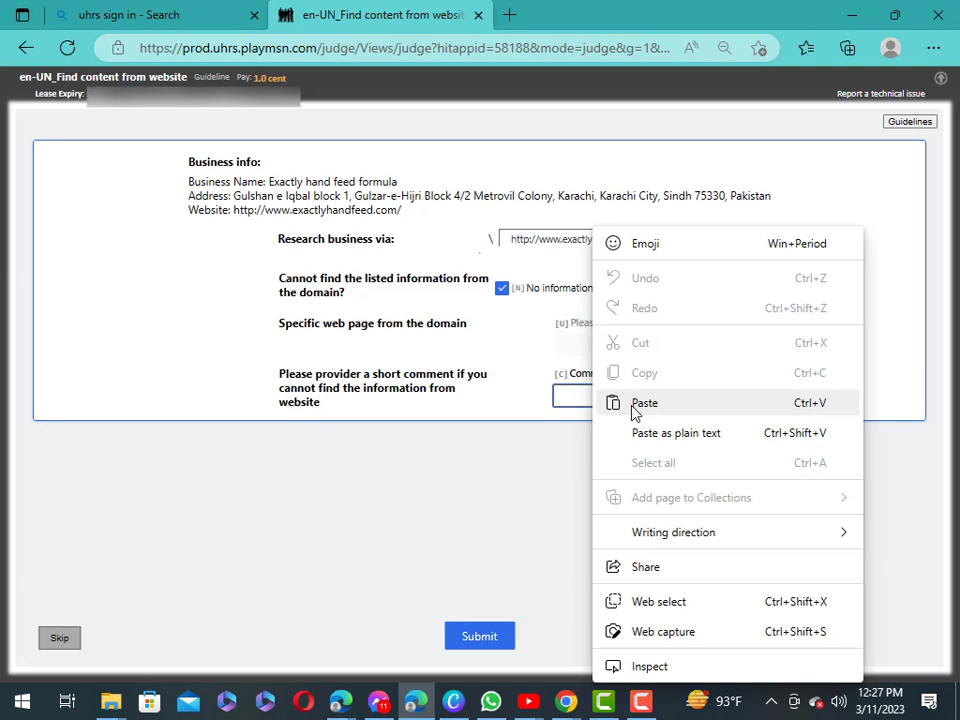 uhrs sign in - Search
en-UN_Find content from websit
https://prod.uhrs.playmsn.com/judge/Views/judge?hitappid=58188&mode=judge&g=1&...
en-UN_Find content from website Guideline Pay: 1.0 cent
Lease Expiry:
Report a technical issue
Guidelines
Business info:
Business Name: Exactly hand feed formula
Address: Gulshan e Iqbal block 1, Gulzar-e-Hijri Block 4/2 Metrovil Colony, Karachi, Karachi City, Sindh 75330, Pakistan
Website: http://www.exactlyhandfeed.com/
Research business via: \ http://www.exactly
Cannot find the listed information from
the domain?
[N] No information
Specific web page from the domain [U] Pleas
Please provider a short comment if you
cannot find the information from
website
[C] Comm
Emoji Win+Period
Undo Ctrl+Z
Redo Ctrl+Shift+Z
Cut Ctrl+X
Copy Ctrl+C
Paste Ctrl+V
Paste as plain text Ctrl+Shift+V
Select all Ctrl+A
Add page to Collections
Writing direction
Share
Web select Ctrl+Shift+X
Web capture Ctrl+Shift+S
Inspect
Skip
Submit
11
93°F
12:27 PM
3/11/2023